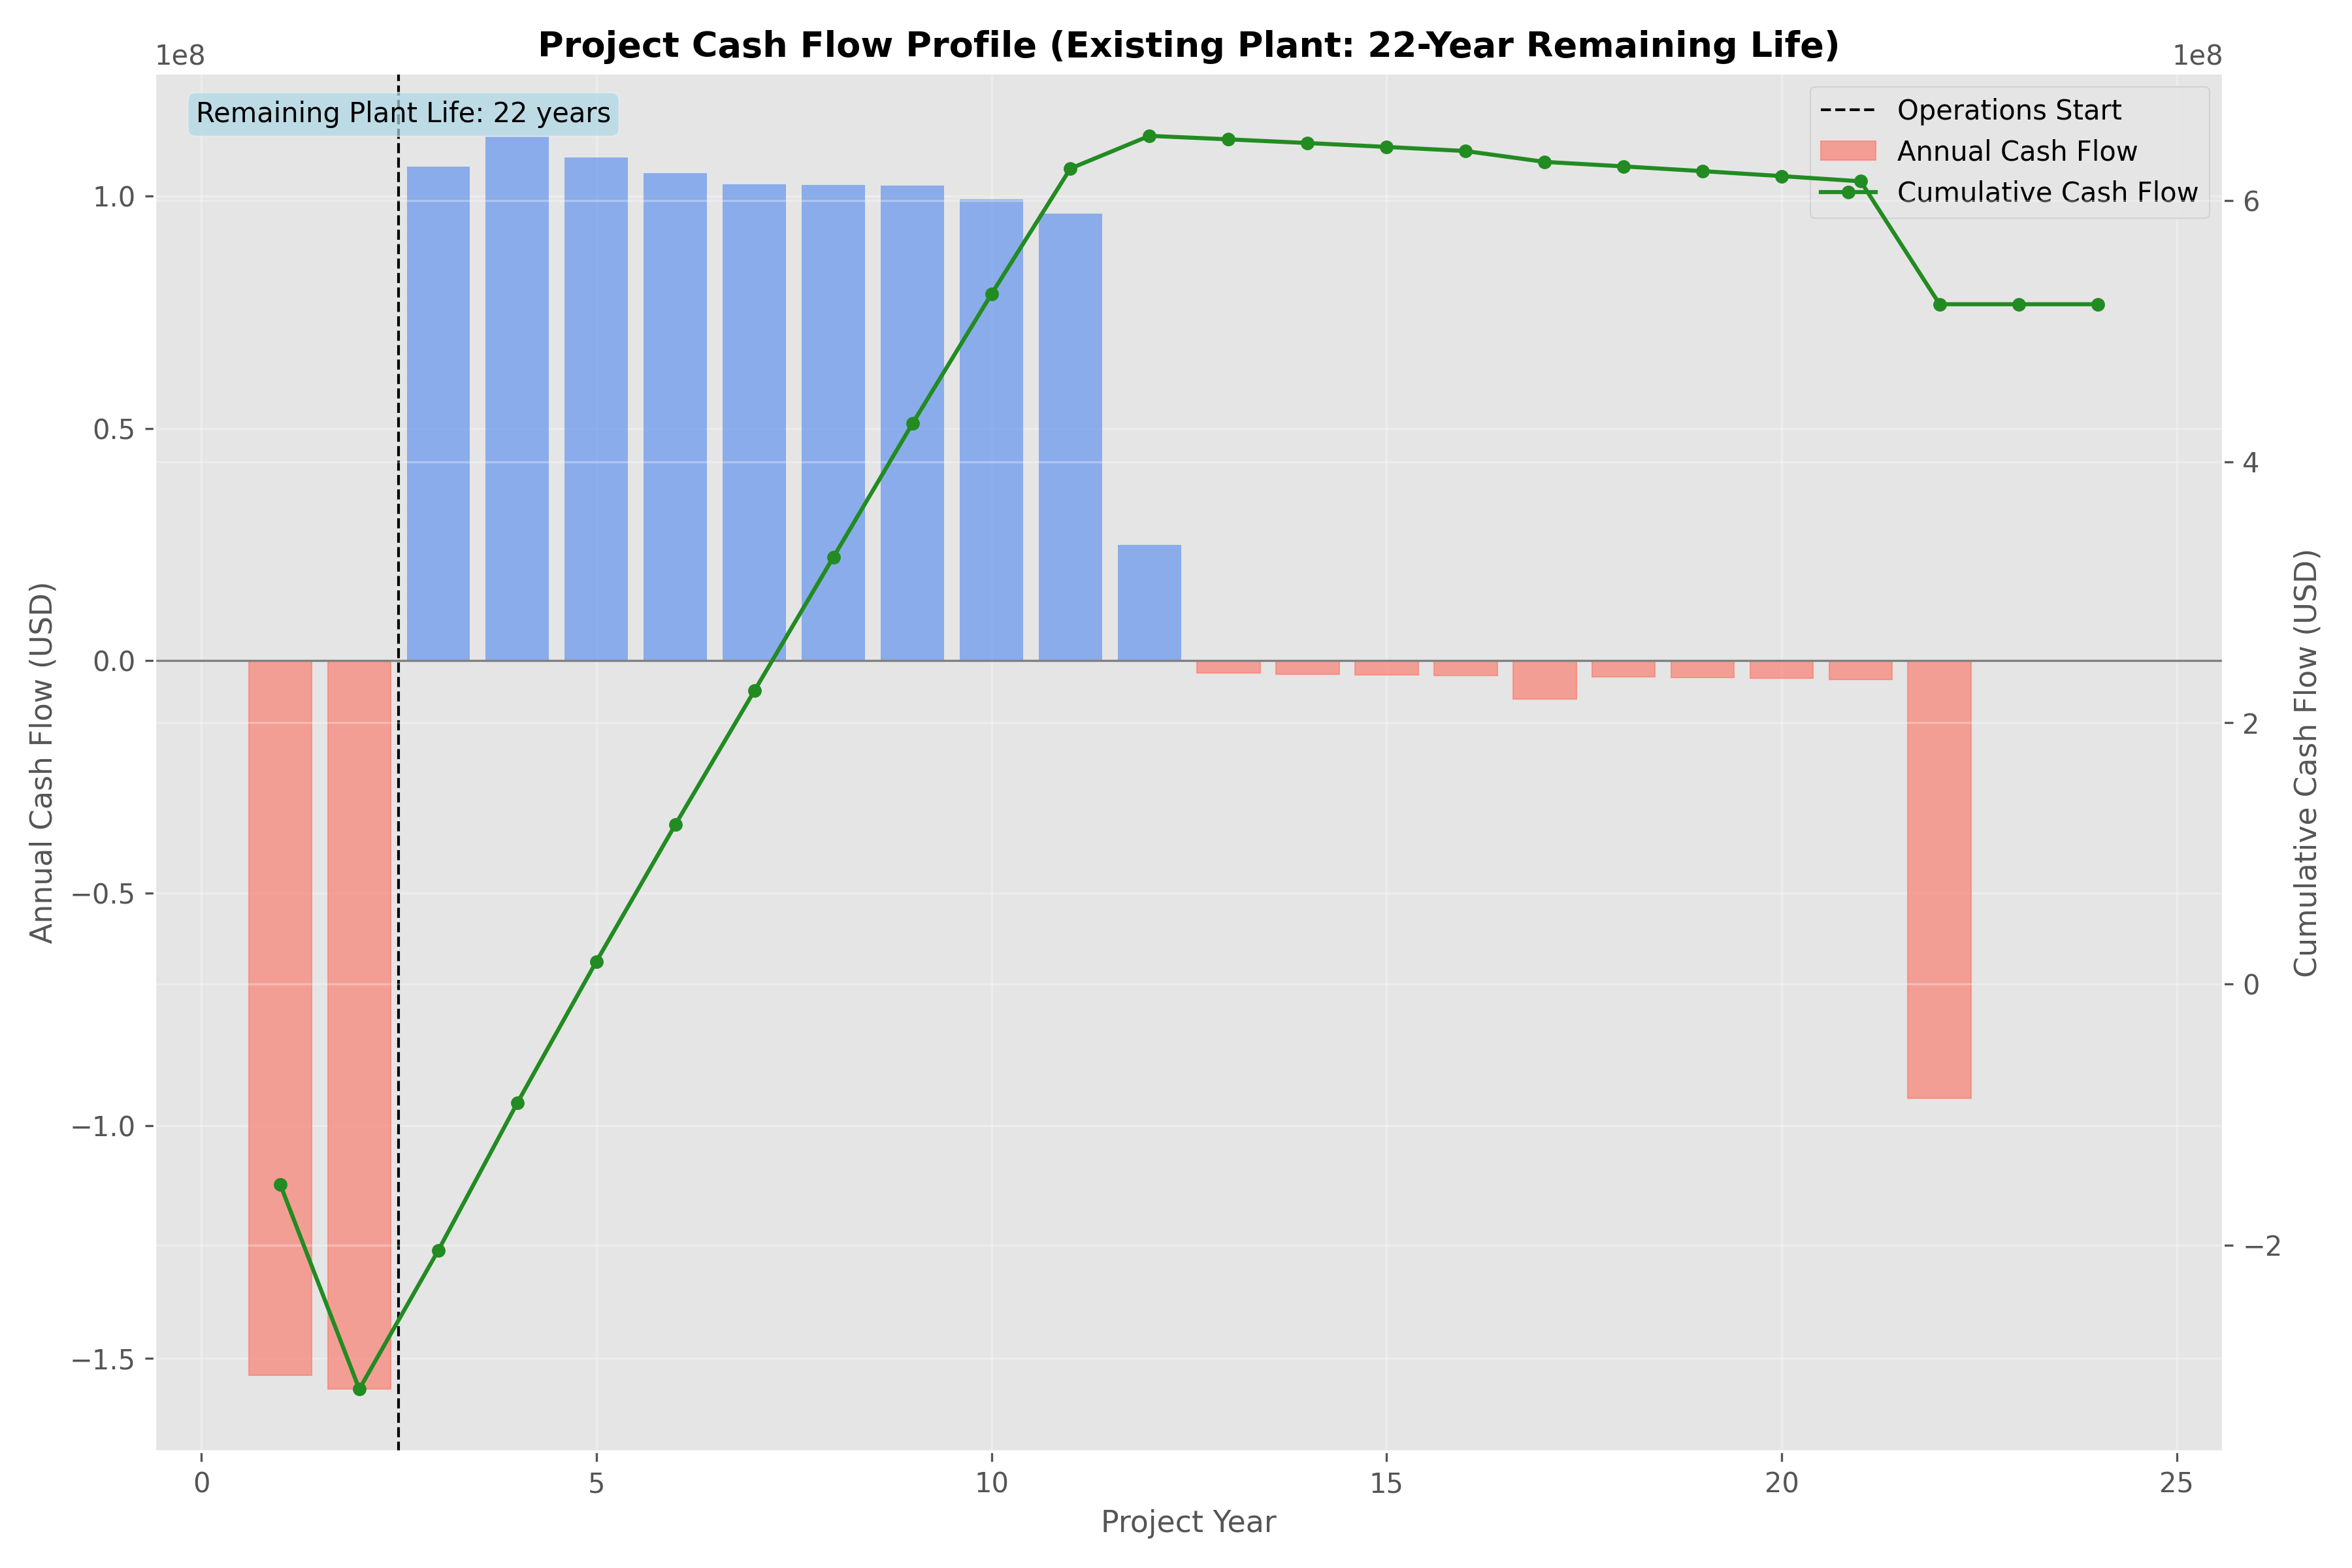 Project Cash Flow Profile (Existing Plant: 22-Year Remaining Life)
1e8
1e8
Remaining Plant Life: 22 years
Operations Start
Annual Cash Flow
Cumulative Cash Flow
Annual Cash Flow (USD)
1.0
0.5
0.0
−0.5
−1.0
−1.5
6
4
2
0
−2
Cumulative Cash Flow (USD)
0
5
10
15
20
25
Project Year